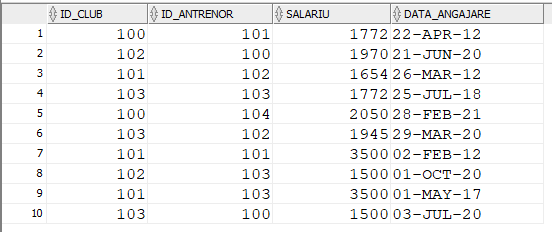 ID_CLUB ID_ANTRENOR SALARIU DATA_ANGAJARE
1 100 101 1772 22-APR-12
2 102 100 1970 21-JUN-20
3 101 102 1654 26-MAR-12
4 103 103 1772 25-JUL-18
5 100 104 2050 28-FEB-21
6 103 102 1945 29-MAR-20
7 101 101 3500 02-FEB-12
8 102 103 1500 01-OCT-20
9 101 103 3500 01-MAY-17
10 103 100 1500 03-JUL-20